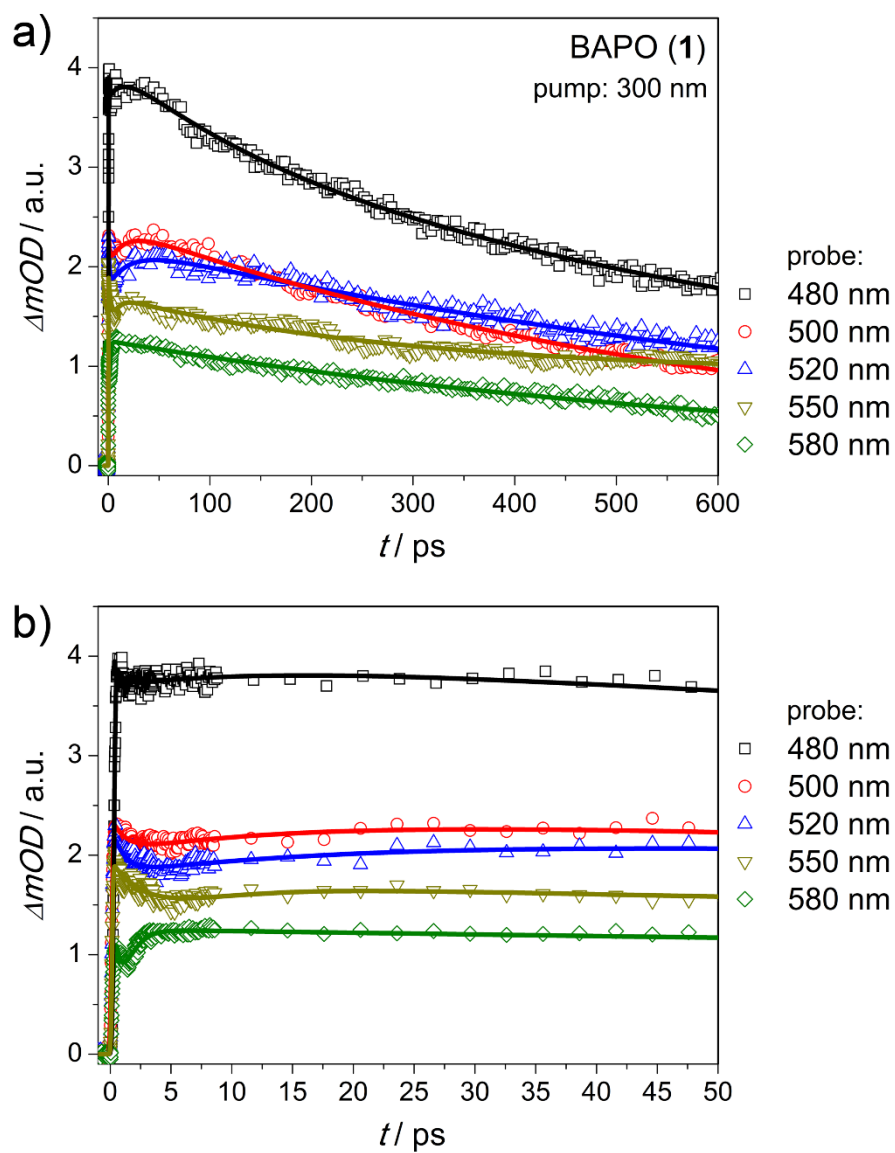 a)
BAPO (1)
pump: 300 nm
4
3
2
1
0
ΔmOD / a.u.
0 100 200 300 400 500 600
t / ps
probe:
480 nm
500 nm
520 nm
550 nm
580 nm
b)
4
3
2
1
0
ΔmOD / a.u.
0 5 10 15 20 25 30 35 40 45 50
t / ps
probe:
480 nm
500 nm
520 nm
550 nm
580 nm